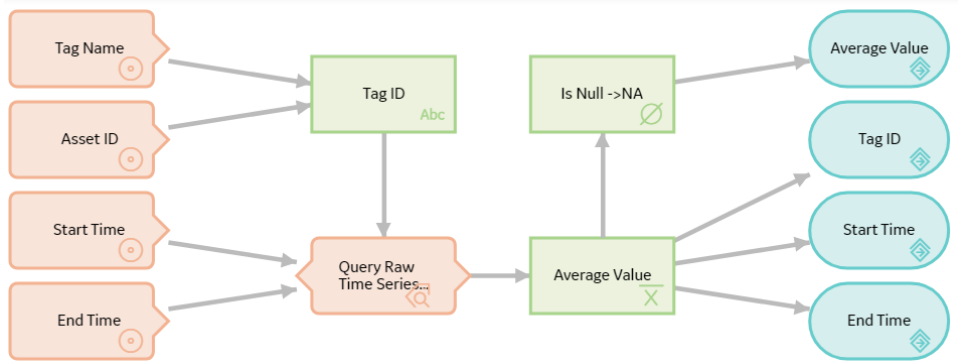 Tag Name
Average Value
Tag ID
Abc
Is Null ->NA
Asset ID
Tag ID
Start Time
Start Time
Query Raw
Time Series...
Average Value
X
End Time
End Time